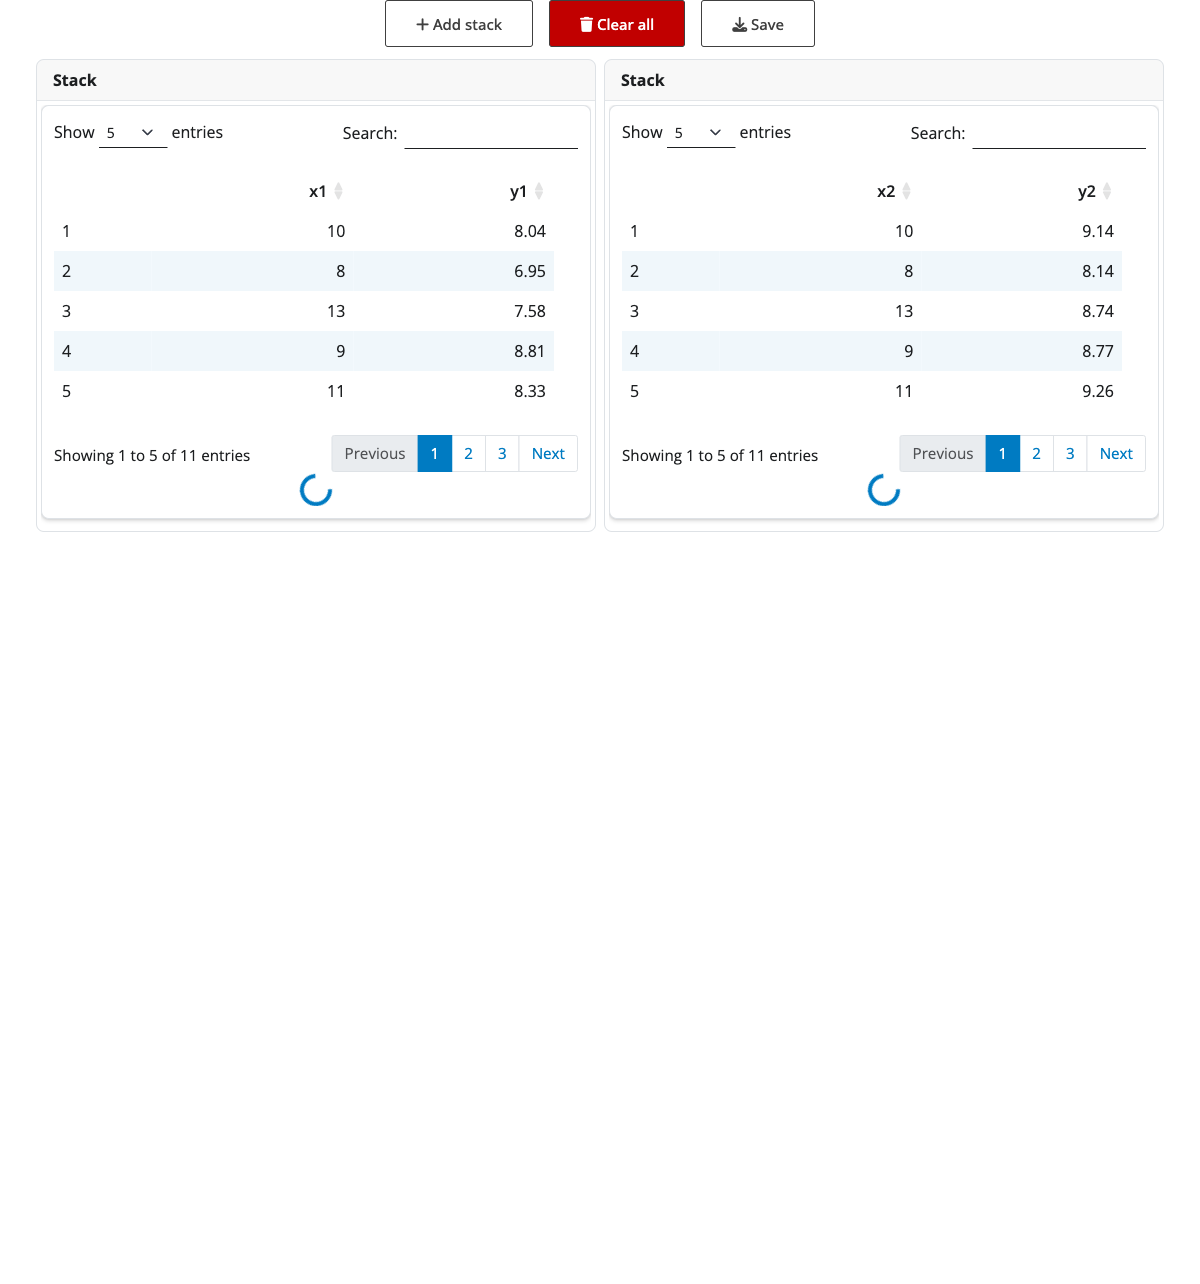 Add stack Clear all Save
Stack
Show 5 entries Search:
x1 y1
1 10 8.04
2 8 6.95
3 13 7.58
4 9 8.81
5 11 8.33
Showing 1 to 5 of 11 entries Previous 1 2 3 Next
Stack
Show 5 entries Search:
x2 y2
1 10 9.14
2 8 8.14
3 13 8.74
4 9 8.77
5 11 9.26
Showing 1 to 5 of 11 entries Previous 1 2 3 Next